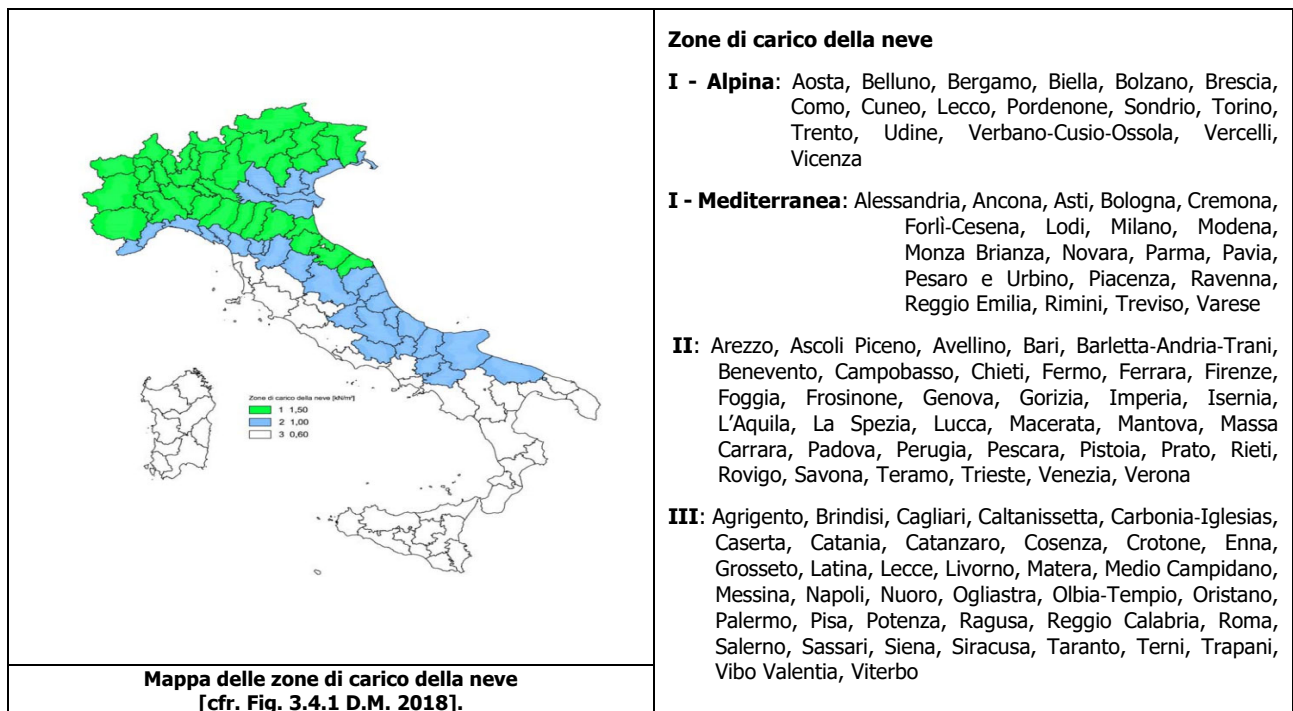 Zone di carico della neve [kN/m²]
1 1,50
2 1,00
3 0,60
Mappa delle zone di carico della neve
[cfr. Fig. 3.4.1 D.M. 2018].
Zone di carico della neve
I - Alpina: Aosta, Belluno, Bergamo, Biella, Bolzano, Brescia,
Como, Cuneo, Lecco, Pordenone, Sondrio, Torino,
Trento, Udine, Verbano-Cusio-Ossola, Vercelli,
Vicenza
I - Mediterranea: Alessandria, Ancona, Asti, Bologna, Cremona,
Forlì-Cesena, Lodi, Milano, Modena,
Monza Brianza, Novara, Parma, Pavia,
Pesaro e Urbino, Piacenza, Ravenna,
Reggio Emilia, Rimini, Treviso, Varese
II: Arezzo, Ascoli Piceno, Avellino, Bari, Barletta-Andria-Trani,
Benevento, Campobasso, Chieti, Fermo, Ferrara, Firenze,
Foggia, Frosinone, Genova, Gorizia, Imperia, Isernia,
L'Aquila, La Spezia, Lucca, Macerata, Mantova, Massa
Carrara, Padova, Perugia, Pescara, Pistoia, Prato, Rieti,
Rovigo, Savona, Teramo, Trieste, Venezia, Verona
III: Agrigento, Brindisi, Cagliari, Caltanissetta, Carbonia-Iglesias,
Caserta, Catania, Catanzaro, Cosenza, Crotone, Enna,
Grosseto, Latina, Lecce, Livorno, Matera, Medio Campidano,
Messina, Napoli, Nuoro, Ogliastra, Olbia-Tempio, Oristano,
Palermo, Pisa, Potenza, Ragusa, Reggio Calabria, Roma,
Salerno, Sassari, Siena, Siracusa, Taranto, Terni, Trapani,
Vibo Valentia, Viterbo